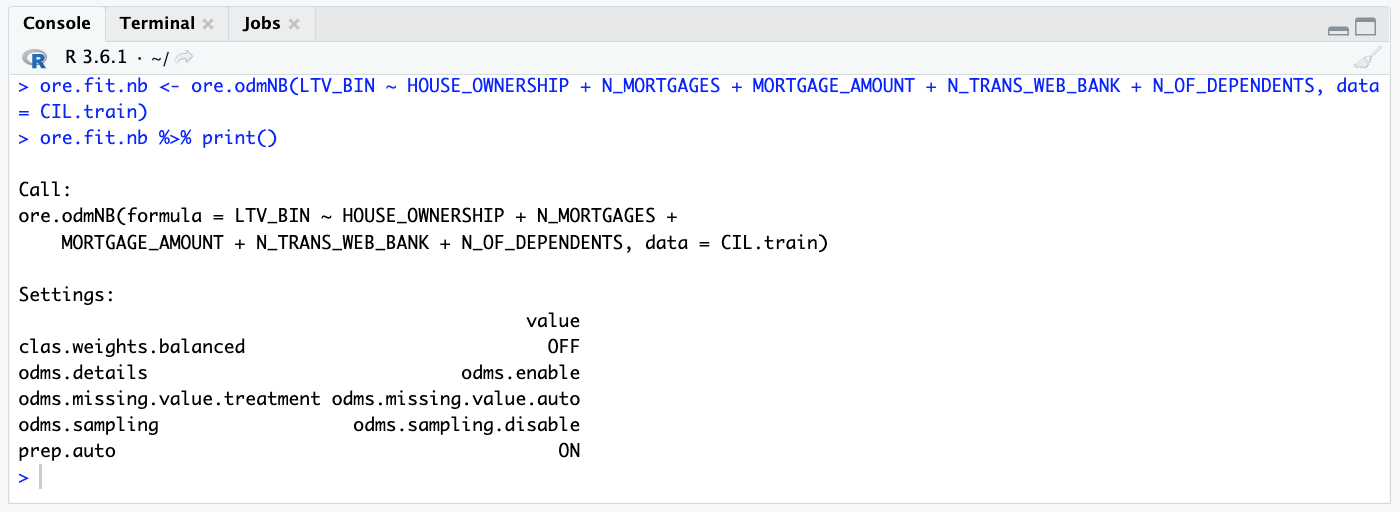 Console Terminal Jobs
R 3.6.1 · ~/
> ore.fit.nb <- ore.odmNB(LTV_BIN ~ HOUSE_OWNERSHIP + N_MORTGAGES + MORTGAGE_AMOUNT + N_TRANS_WEB_BANK + N_OF_DEPENDENTS, data
= CIL.train)
> ore.fit.nb %>% print()
Call:
ore.odmNB(formula = LTV_BIN ~ HOUSE_OWNERSHIP + N_MORTGAGES +
    MORTGAGE_AMOUNT + N_TRANS_WEB_BANK + N_OF_DEPENDENTS, data = CIL.train)
Settings:
                                               value
clas.weights.balanced                            OFF
odms.details                             odms.enable
odms.missing.value.treatment odms.missing.value.auto
odms.sampling                  odms.sampling.disable
prep.auto                                         ON
>